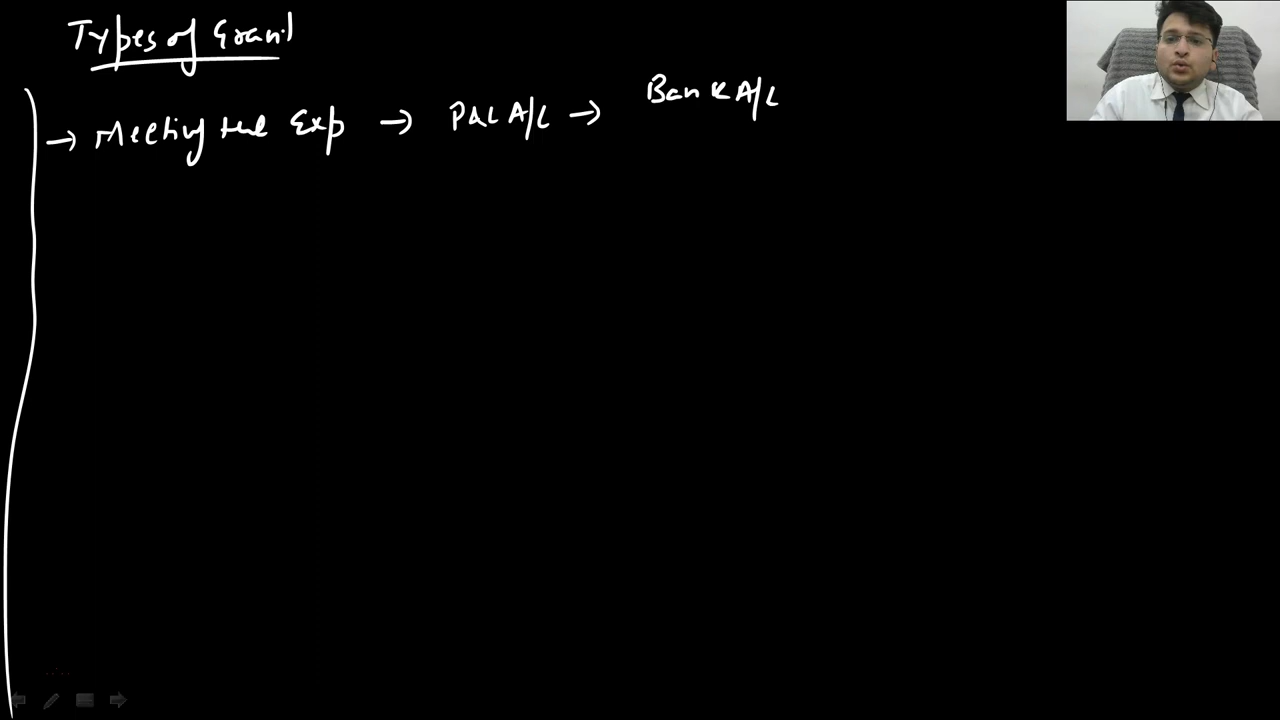 Types of Grant
→ Meeting the Exp → P&L A/c → Bank A/c